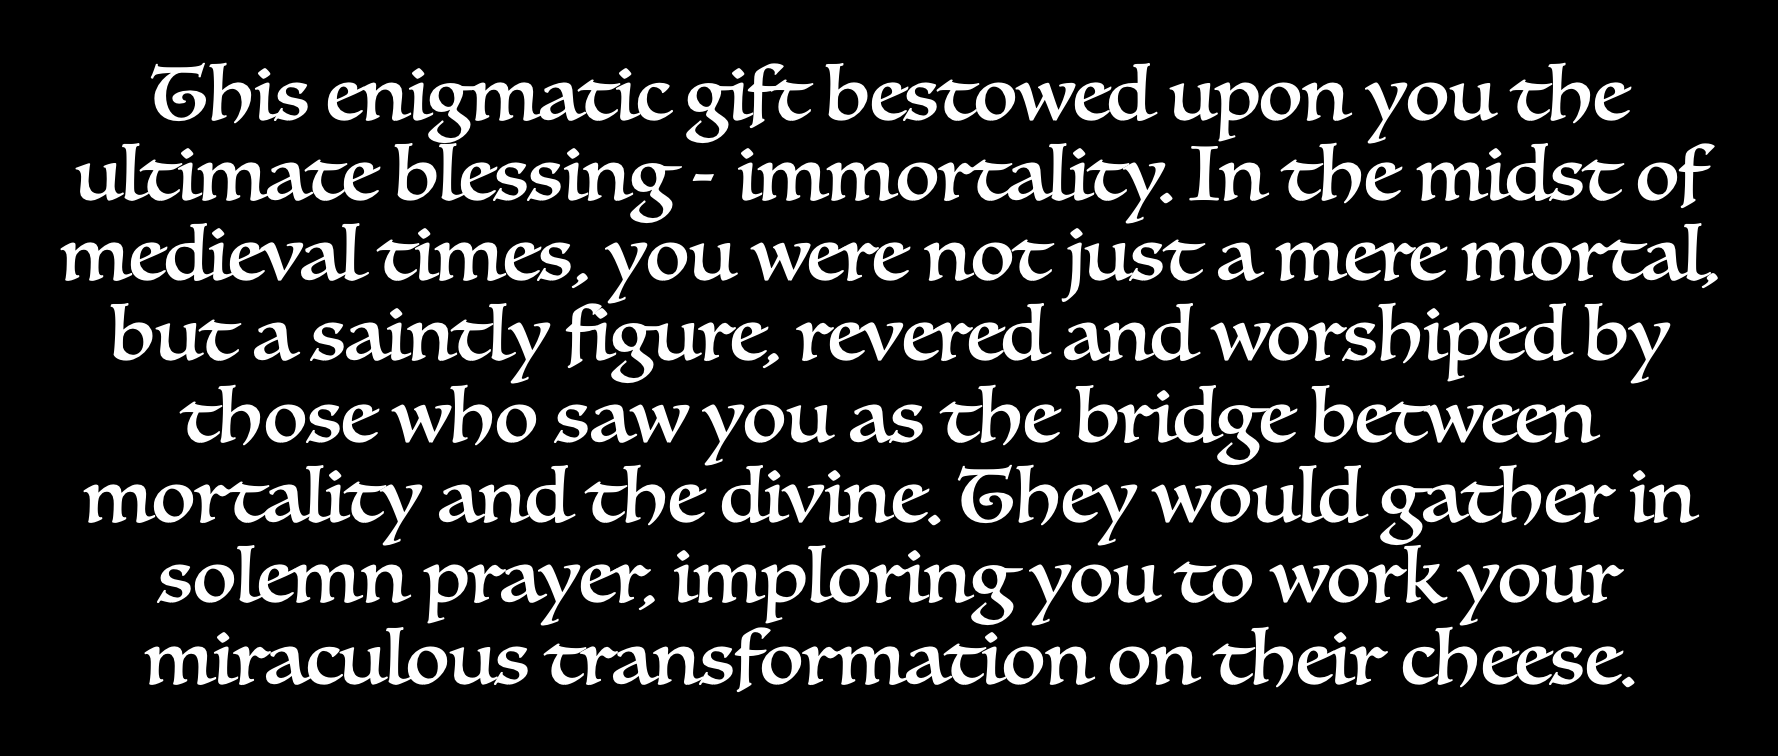 This enigmatic gift bestowed upon you the
ultimate blessing - immortality. In the midst of
medieval times, you were not just a mere mortal,
but a saintly figure, revered and worshiped by
those who saw you as the bridge between
mortality and the divine. They would gather in
solemn prayer, imploring you to work your
miraculous transformation on their cheese.